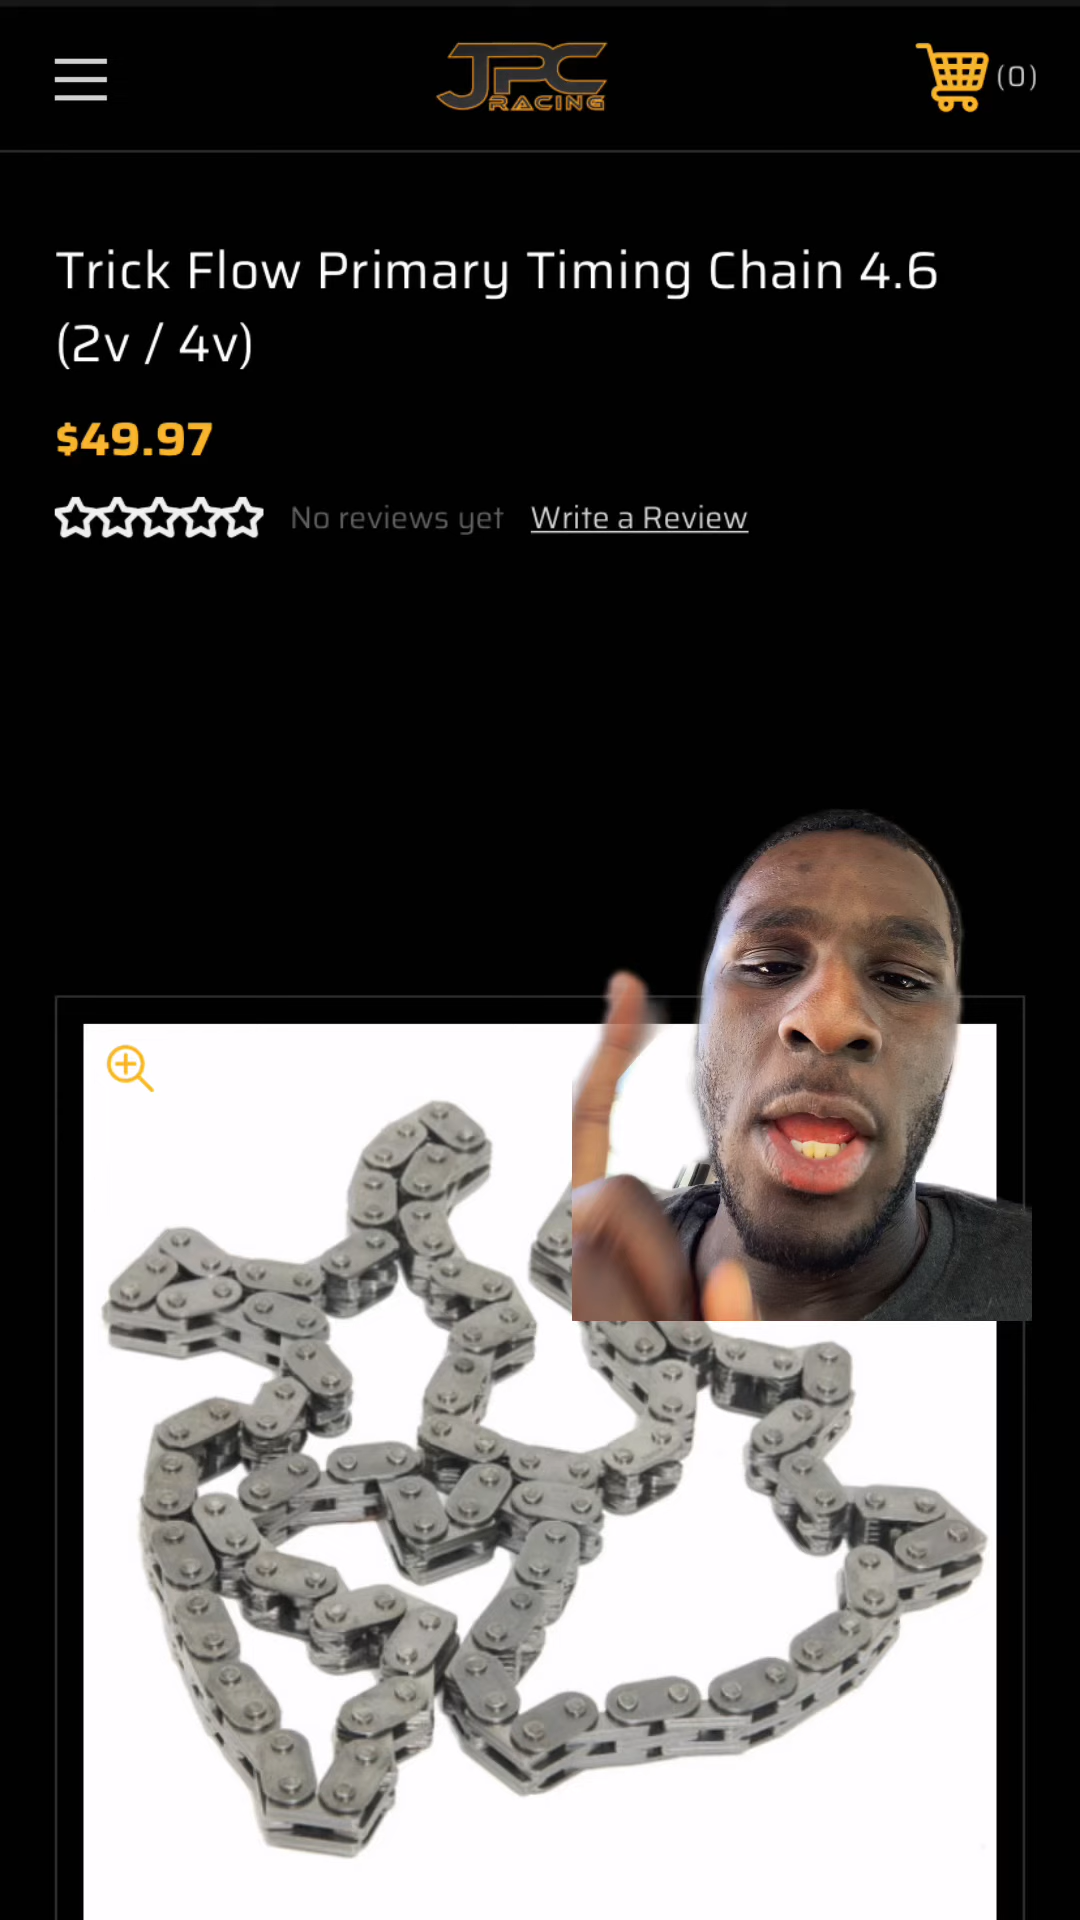 JPC
RACING
(0)
Trick Flow Primary Timing Chain 4.6
(2v / 4v)
$49.97
No reviews yet Write a Review